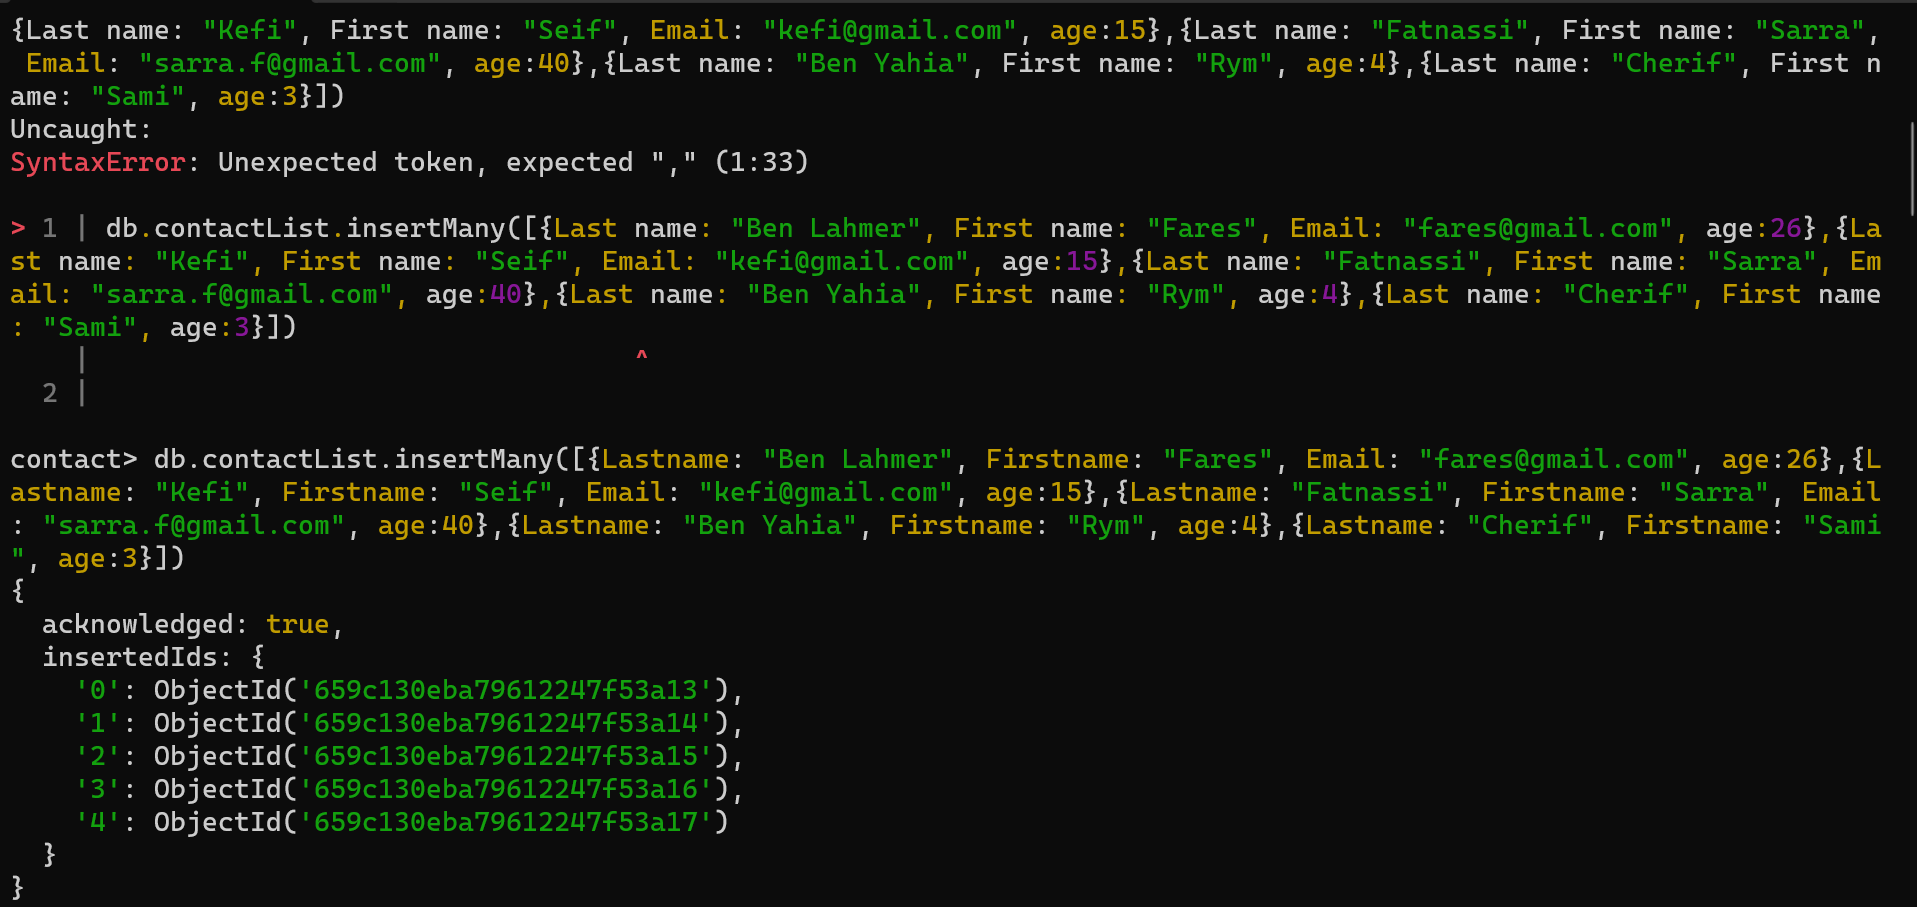 {Last name: "Kefi", First name: "Seif", Email: "kefi@gmail.com", age:15},{Last name: "Fatnassi", First name: "Sarra",
 Email: "sarra.f@gmail.com", age:40},{Last name: "Ben Yahia", First name: "Rym", age:4},{Last name: "Cherif", First n
ame: "Sami", age:3}])
Uncaught:
SyntaxError: Unexpected token, expected "," (1:33)

> 1 | db.contactList.insertMany([{Last name: "Ben Lahmer", First name: "Fares", Email: "fares@gmail.com", age:26},{La
st name: "Kefi", First name: "Seif", Email: "kefi@gmail.com", age:15},{Last name: "Fatnassi", First name: "Sarra", Em
ail: "sarra.f@gmail.com", age:40},{Last name: "Ben Yahia", First name: "Rym", age:4},{Last name: "Cherif", First name
: "Sami", age:3}])
    |                                  ^
  2 |

contact> db.contactList.insertMany([{Lastname: "Ben Lahmer", Firstname: "Fares", Email: "fares@gmail.com", age:26},{L
astname: "Kefi", Firstname: "Seif", Email: "kefi@gmail.com", age:15},{Lastname: "Fatnassi", Firstname: "Sarra", Email
: "sarra.f@gmail.com", age:40},{Lastname: "Ben Yahia", Firstname: "Rym", age:4},{Lastname: "Cherif", Firstname: "Sami
", age:3}])
{
  acknowledged: true,
  insertedIds: {
    '0': ObjectId('659c130eba79612247f53a13'),
    '1': ObjectId('659c130eba79612247f53a14'),
    '2': ObjectId('659c130eba79612247f53a15'),
    '3': ObjectId('659c130eba79612247f53a16'),
    '4': ObjectId('659c130eba79612247f53a17')
  }
}